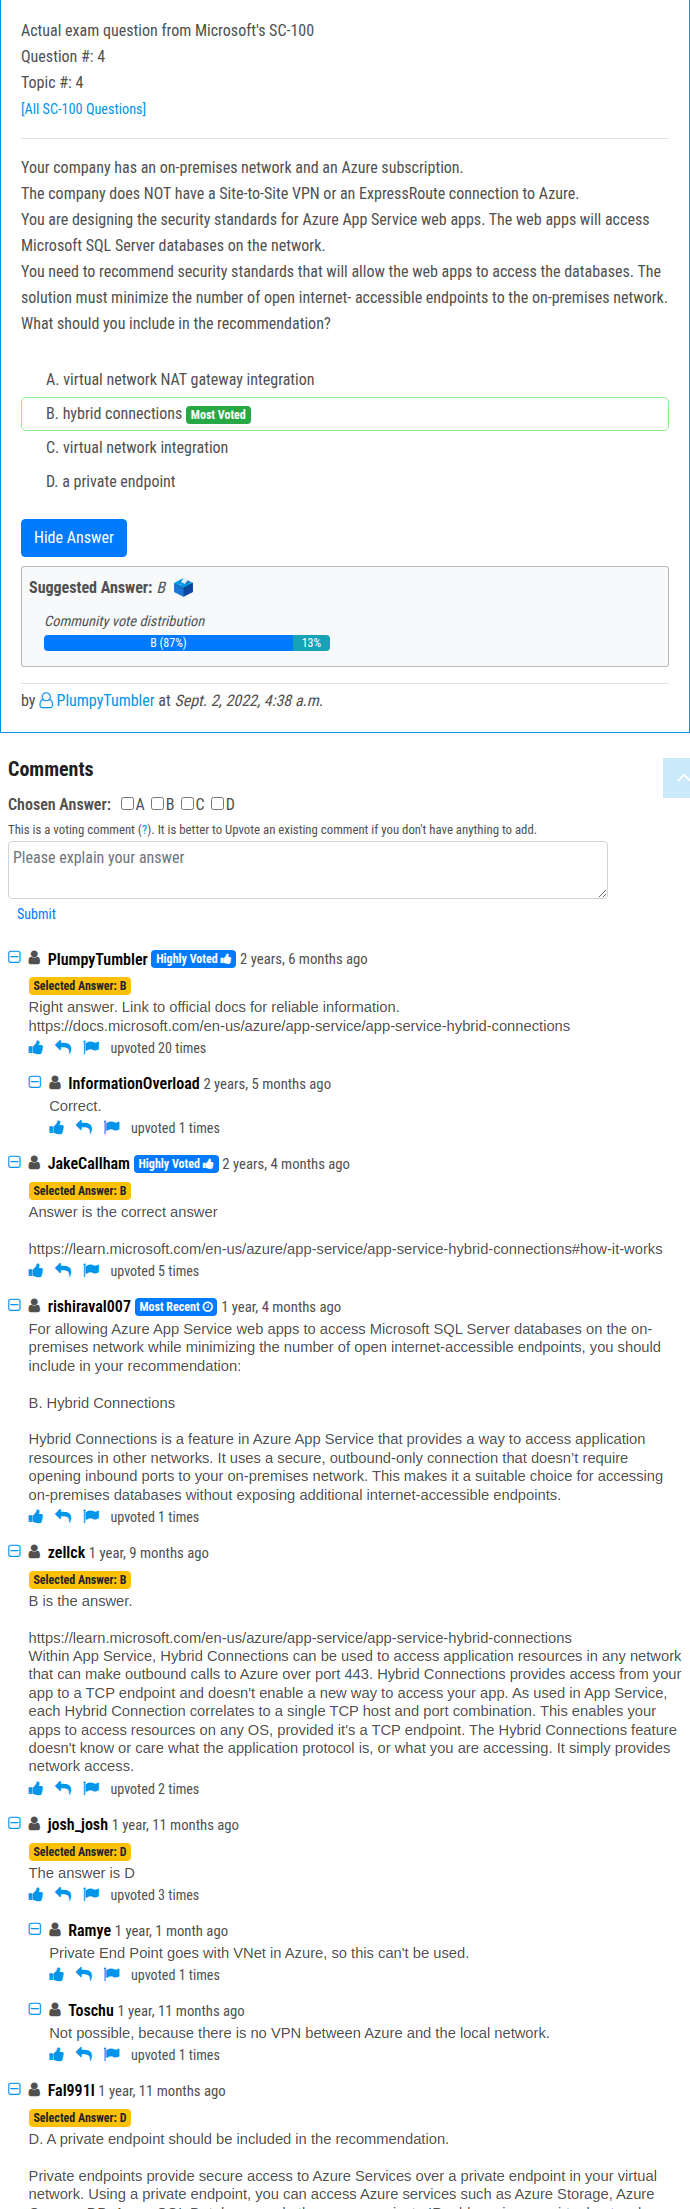 Actual exam question from Microsoft's SC-100
Question #: 4
Topic #: 4
[All SC-100 Questions]
Your company has an on-premises network and an Azure subscription.
The company does NOT have a Site-to-Site VPN or an ExpressRoute connection to Azure.
You are designing the security standards for Azure App Service web apps. The web apps will access
Microsoft SQL Server databases on the network.
You need to recommend security standards that will allow the web apps to access the databases. The
solution must minimize the number of open internet- accessible endpoints to the on-premises network.
What should you include in the recommendation?
A. virtual network NAT gateway integration
B. hybrid connections Most Voted
C. virtual network integration
D. a private endpoint
Hide Answer
Suggested Answer: B
Community vote distribution
B (87%) 13%
by PlumpyTumbler at Sept. 2, 2022, 4:38 a.m.
Comments
Chosen Answer: A B C D
This is a voting comment (?). It is better to Upvote an existing comment if you don't have anything to add.
Please explain your answer
Submit
PlumpyTumbler Highly Voted 2 years, 6 months ago
Selected Answer: B
Right answer. Link to official docs for reliable information.
https://docs.microsoft.com/en-us/azure/app-service/app-service-hybrid-connections
upvoted 20 times
InformationOverload 2 years, 5 months ago
Correct.
upvoted 1 times
JakeCallham Highly Voted 2 years, 4 months ago
Selected Answer: B
Answer is the correct answer
https://learn.microsoft.com/en-us/azure/app-service/app-service-hybrid-connections#how-it-works
upvoted 5 times
rishiraval007 Most Recent 1 year, 4 months ago
For allowing Azure App Service web apps to access Microsoft SQL Server databases on the on-
premises network while minimizing the number of open internet-accessible endpoints, you should
include in your recommendation:
B. Hybrid Connections
Hybrid Connections is a feature in Azure App Service that provides a way to access application
resources in other networks. It uses a secure, outbound-only connection that doesn't require
opening inbound ports to your on-premises network. This makes it a suitable choice for accessing
on-premises databases without exposing additional internet-accessible endpoints.
upvoted 1 times
zellck 1 year, 9 months ago
Selected Answer: B
B is the answer.
https://learn.microsoft.com/en-us/azure/app-service/app-service-hybrid-connections
Within App Service, Hybrid Connections can be used to access application resources in any network
that can make outbound calls to Azure over port 443. Hybrid Connections provides access from your
app to a TCP endpoint and doesn't enable a new way to access your app. As used in App Service,
each Hybrid Connection correlates to a single TCP host and port combination. This enables your
apps to access resources on any OS, provided it's a TCP endpoint. The Hybrid Connections feature
doesn't know or care what the application protocol is, or what you are accessing. It simply provides
network access.
upvoted 2 times
josh_josh 1 year, 11 months ago
Selected Answer: D
The answer is D
upvoted 3 times
Ramye 1 year, 1 month ago
Private End Point goes with VNet in Azure, so this can't be used.
upvoted 1 times
Toschu 1 year, 11 months ago
Not possible, because there is no VPN between Azure and the local network.
upvoted 1 times
Fal991l 1 year, 11 months ago
Selected Answer: D
D. A private endpoint should be included in the recommendation.
Private endpoints provide secure access to Azure Services over a private endpoint in your virtual
network. Using a private endpoint, you can access Azure services such as Azure Storage, Azure